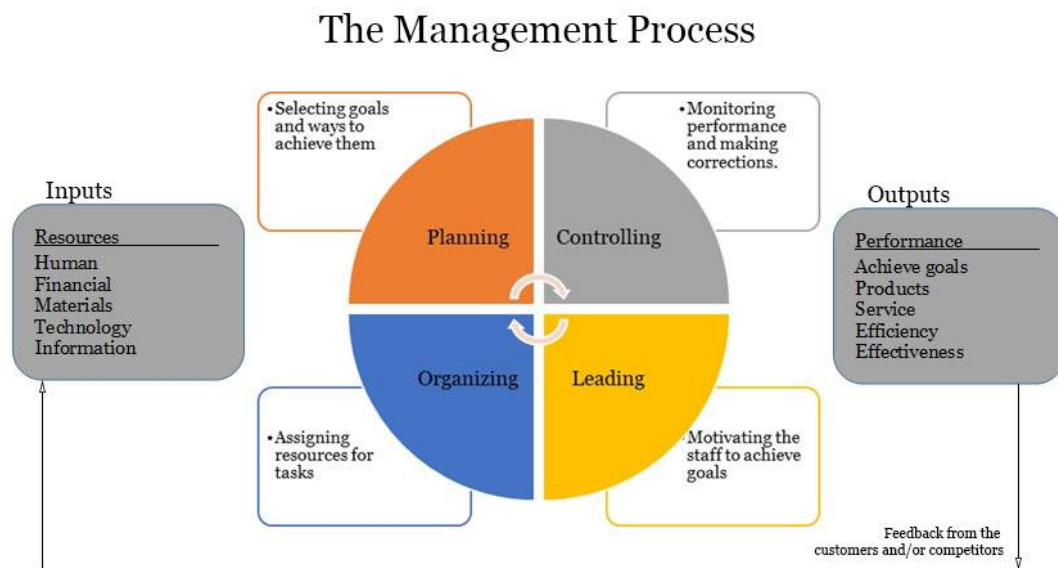 The Management Process
•Selecting goals
and ways to
achieve them
•Monitoring
performance
and making
corrections.
Inputs
Resources
Human
Financial
Materials
Technology
Information
Planning
Controlling
Organizing
Leading
Outputs
Performance
Achieve goals
Products
Service
Efficiency
Effectiveness
•Assigning
resources for
tasks
•Motivating the
staff to achieve
goals
Feedback from the
customers and/or competitors